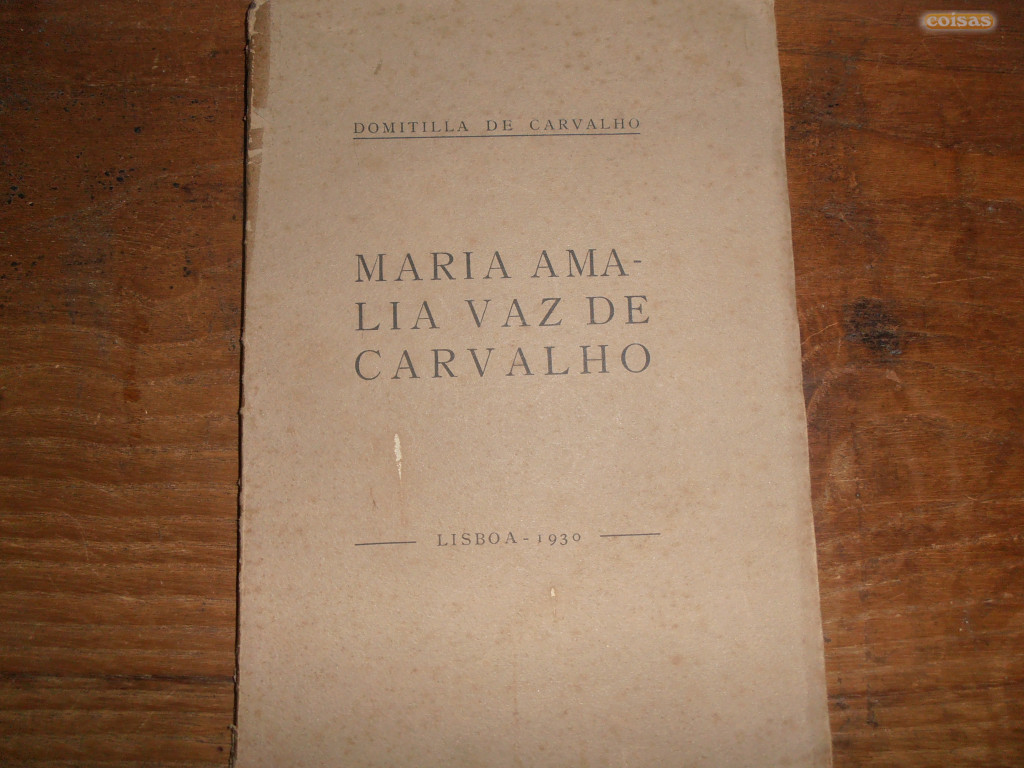 coisas
DOMITILLA DE CARVALHO
MARIA AMA-
LIA VAZ DE
CARVALHO
LISBOA - 1930